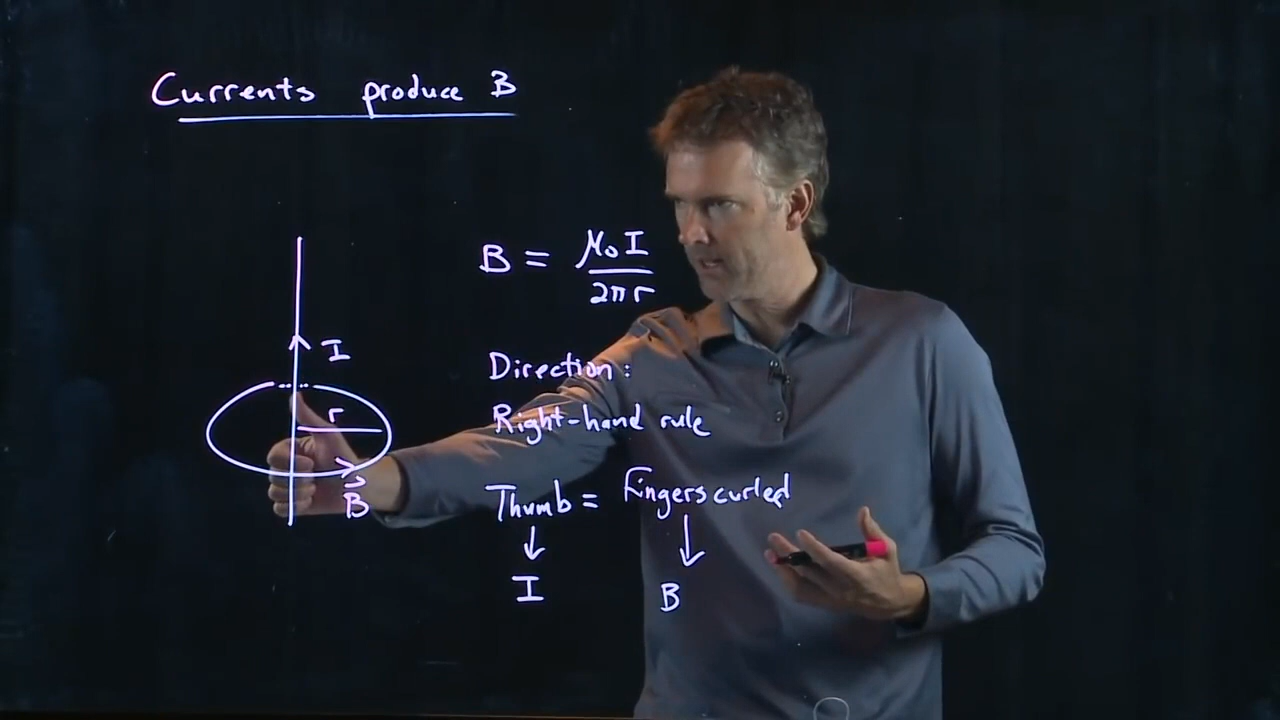 Currents produce B
B = μ₀I / 2πr
I
Direction:
r
Right-hand rule
B⃗
Thumb = Fingers curled
↓ ↓
I B